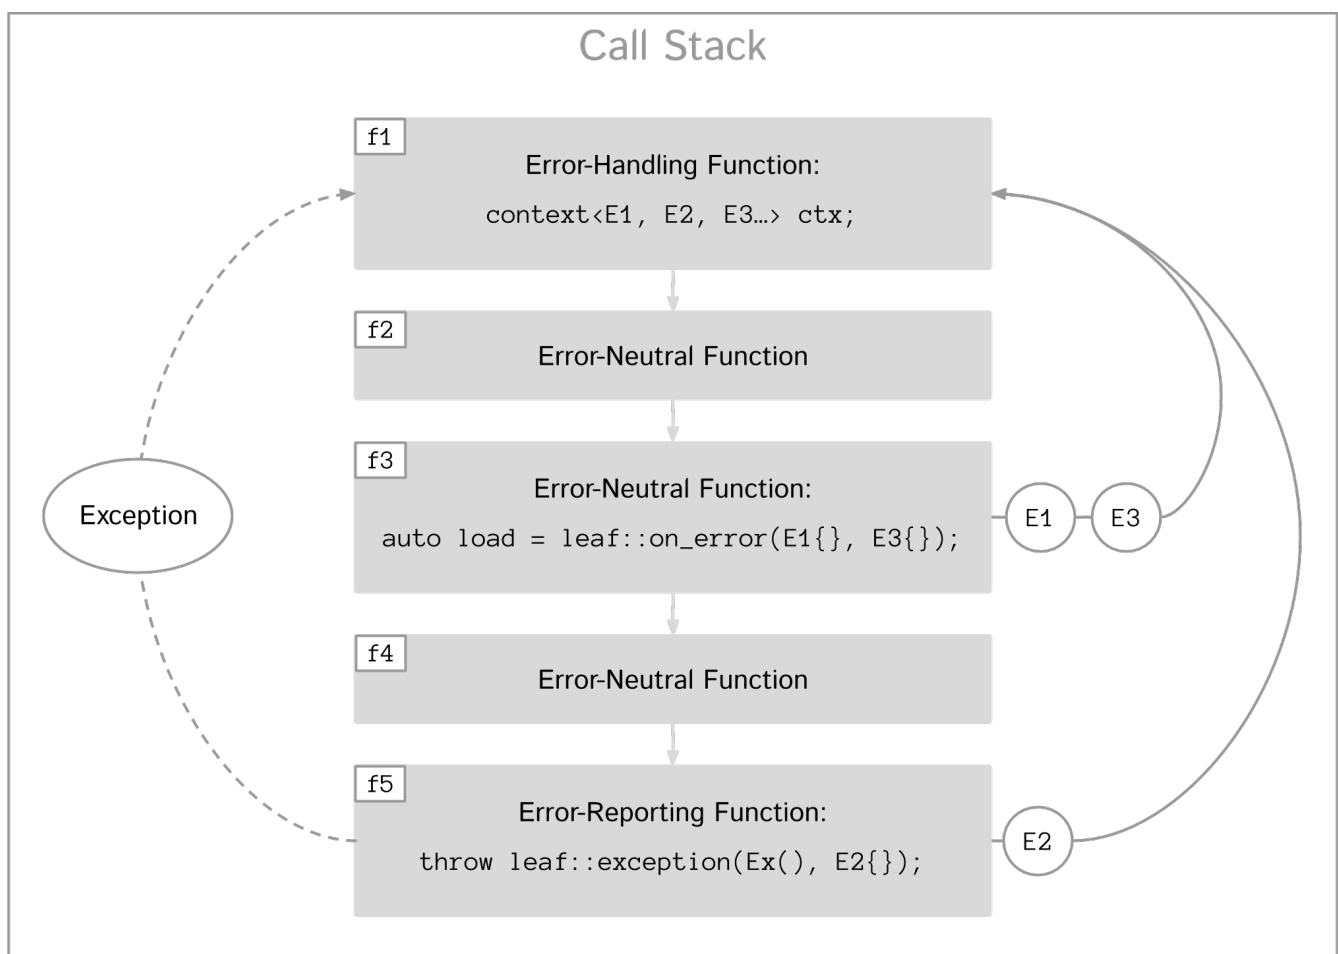 Call Stack
f1
Error-Handling Function:
context<E1, E2, E3…> ctx;
f2
Error-Neutral Function
f3
Error-Neutral Function:
auto load = leaf::on_error(E1{}, E3{});
E1
E3
Exception
f4
Error-Neutral Function
f5
Error-Reporting Function:
throw leaf::exception(Ex(), E2{});
E2